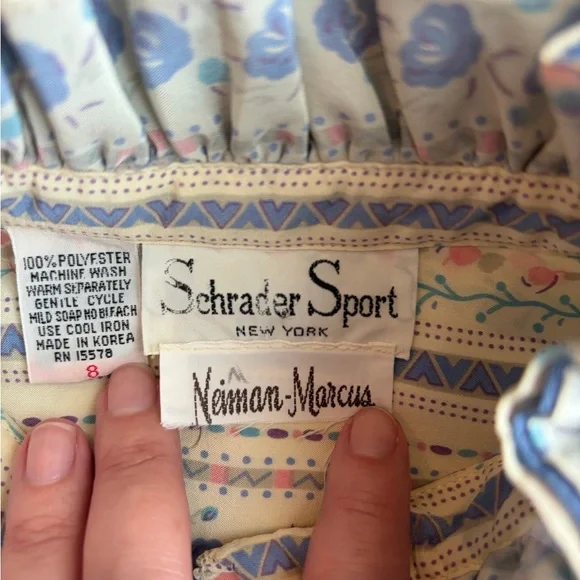 100% POLYESTER
MACHINE WASH
WARM SEPARATELY
GENTLE CYCLE
MILD SOAP NO BLEACH
USE COOL IRON
MADE IN KOREA
RN 15578
8
Schrader Sport
NEW YORK
Neiman-Marcus